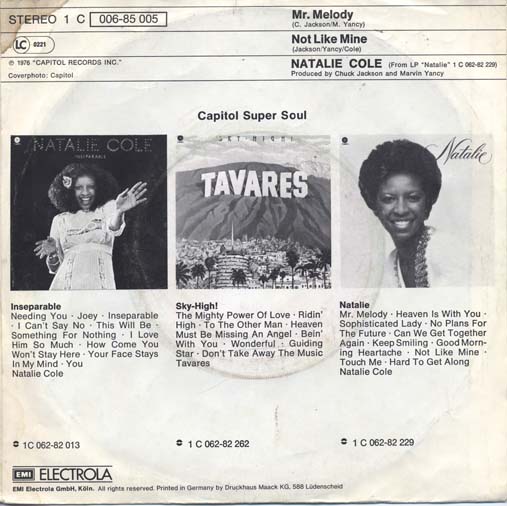 STEREO 1 C 006-85 005
LC 0221
℗ 1976 "CAPITOL RECORDS INC."
Coverphoto: Capitol
Mr. Melody
(C. Jackson/M. Yancy)
Not Like Mine
(Jackson/Yancy/Cole)
NATALIE COLE (From LP "Natalie" 1 C 062-82 229)
Produced by Chuck Jackson and Marvin Yancy
Capitol Super Soul
NATALIE COLE
INSEPARABLE
SKY-HIGH!
TAVARES
Natalie
Inseparable
Needing You · Joey · Inseparable
· I Can't Say No · This Will Be ·
Something For Nothing · I Love
Him So Much · How Come You
Won't Stay Here · Your Face Stays
In My Mind · You
Natalie Cole
1C 062-82 013
Sky-High!
The Mighty Power Of Love · Ridin'
High · To The Other Man · Heaven
Must Be Missing An Angel · Bein'
With You · Wonderful · Guiding
Star · Don't Take Away The Music
Tavares
1 C 062-82 262
Natalie
Mr. Melody · Heaven Is With You ·
Sophisticated Lady · No Plans For
The Future · Can We Get Together
Again · Keep Smiling · Good Morn-
ing Heartache · Not Like Mine ·
Touch Me · Hard To Get Along
Natalie Cole
1 C 062-82 229
EMI ELECTROLA
EMI Electrola GmbH, Köln. All rights reserved. Printed in Germany by Druckhaus Maack KG, 588 Lüdenscheid